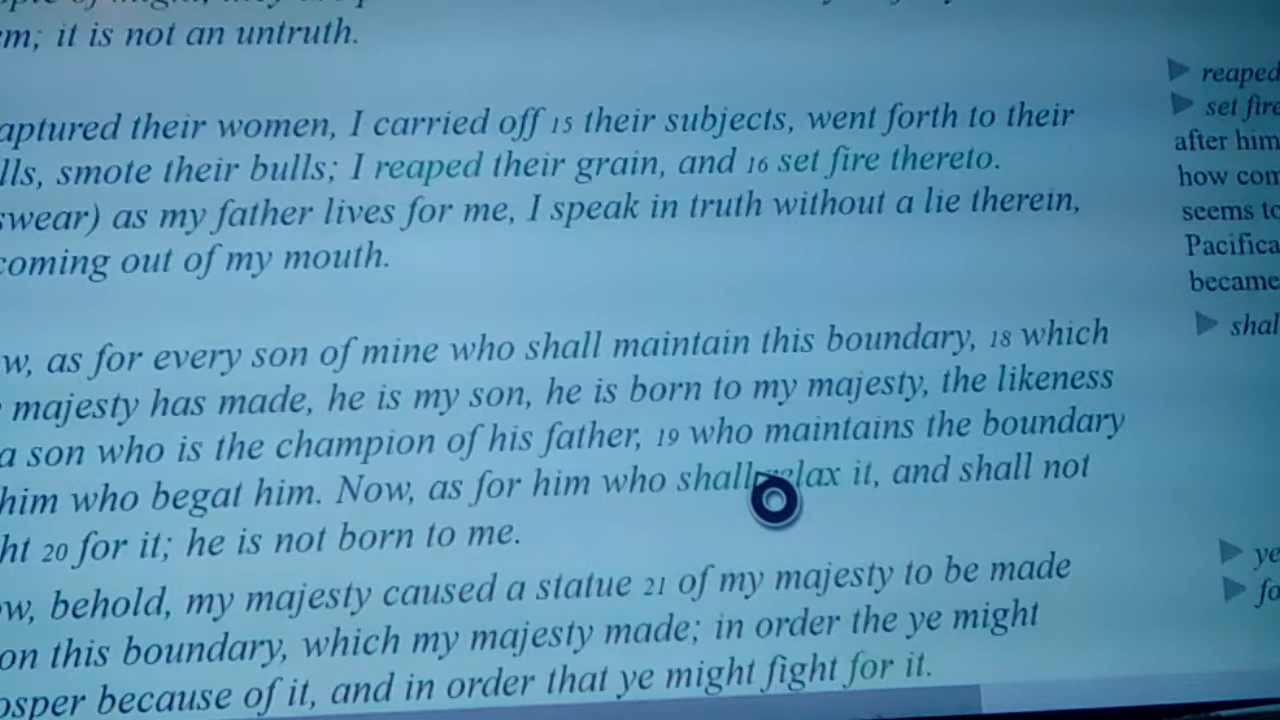 m; it is not an untruth.
aptured their women, I carried off 15 their subjects, went forth to their
lls, smote their bulls; I reaped their grain, and 16 set fire thereto.
swear) as my father lives for me, I speak in truth without a lie therein,
coming out of my mouth.
w, as for every son of mine who shall maintain this boundary, 18 which
majesty has made, he is my son, he is born to my majesty, the likeness
a son who is the champion of his father, 19 who maintains the boundary
him who begat him. Now, as for him who shall relax it, and shall not
ht 20 for it; he is not born to me.
ow, behold, my majesty caused a statue 21 of my majesty to be made
on this boundary, which my majesty made; in order the ye might
osper because of it, and in order that ye might fight for it.
reaped
set fire
after him
how com
seems to
Pacifica
became
shal
ye
fo